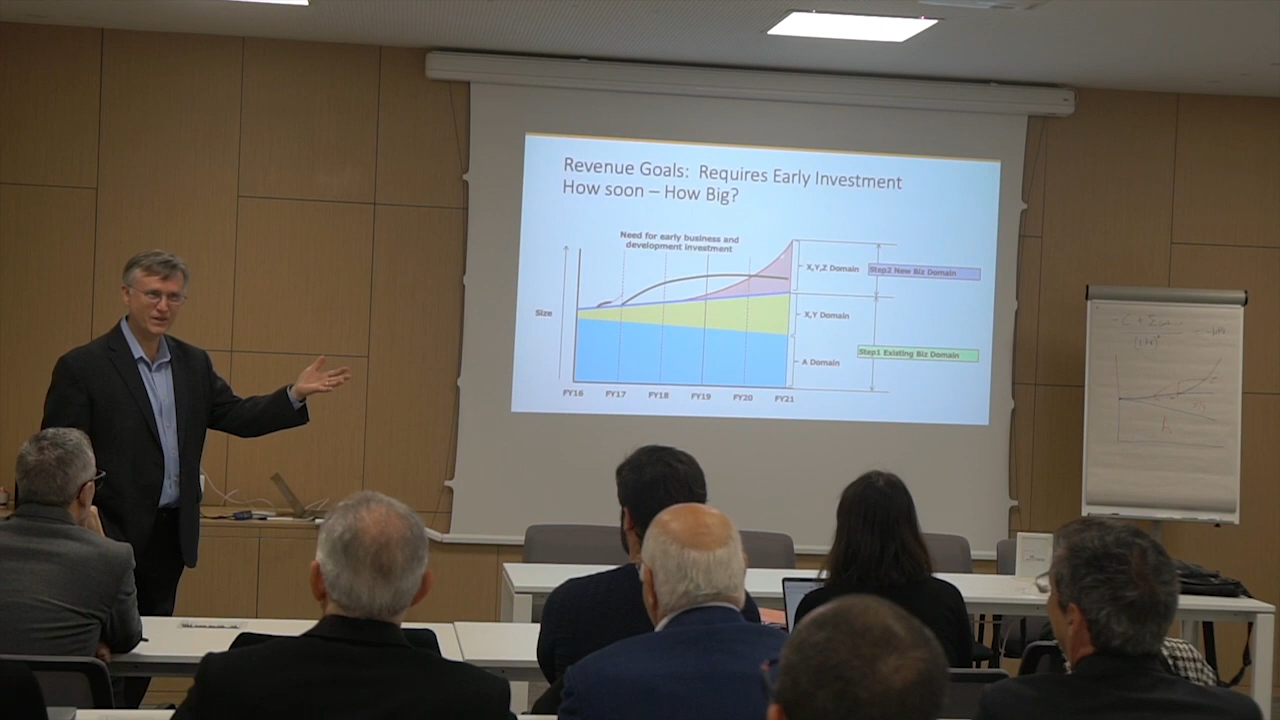 Revenue Goals: Requires Early Investment
How soon – How Big?
Need for early business and
development investment
Size
X,Y,Z Domain
Step2 New Biz Domain
X,Y Domain
Step1 Existing Biz Domain
A Domain
FY16 FY17 FY18 FY19 FY20 FY21